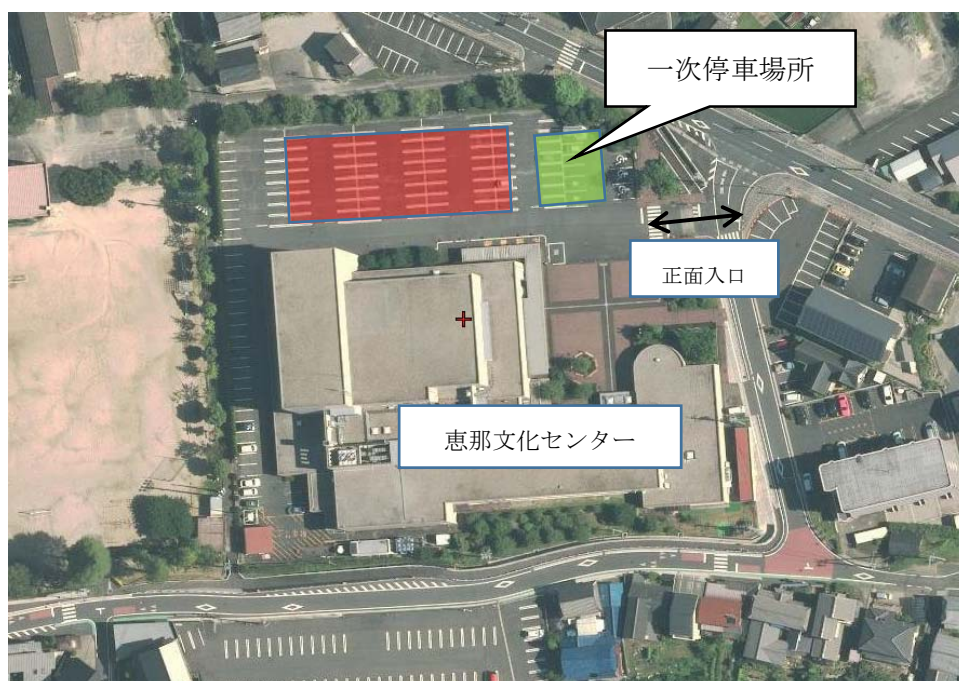 一次停車場所
正面入口
恵那文化センター